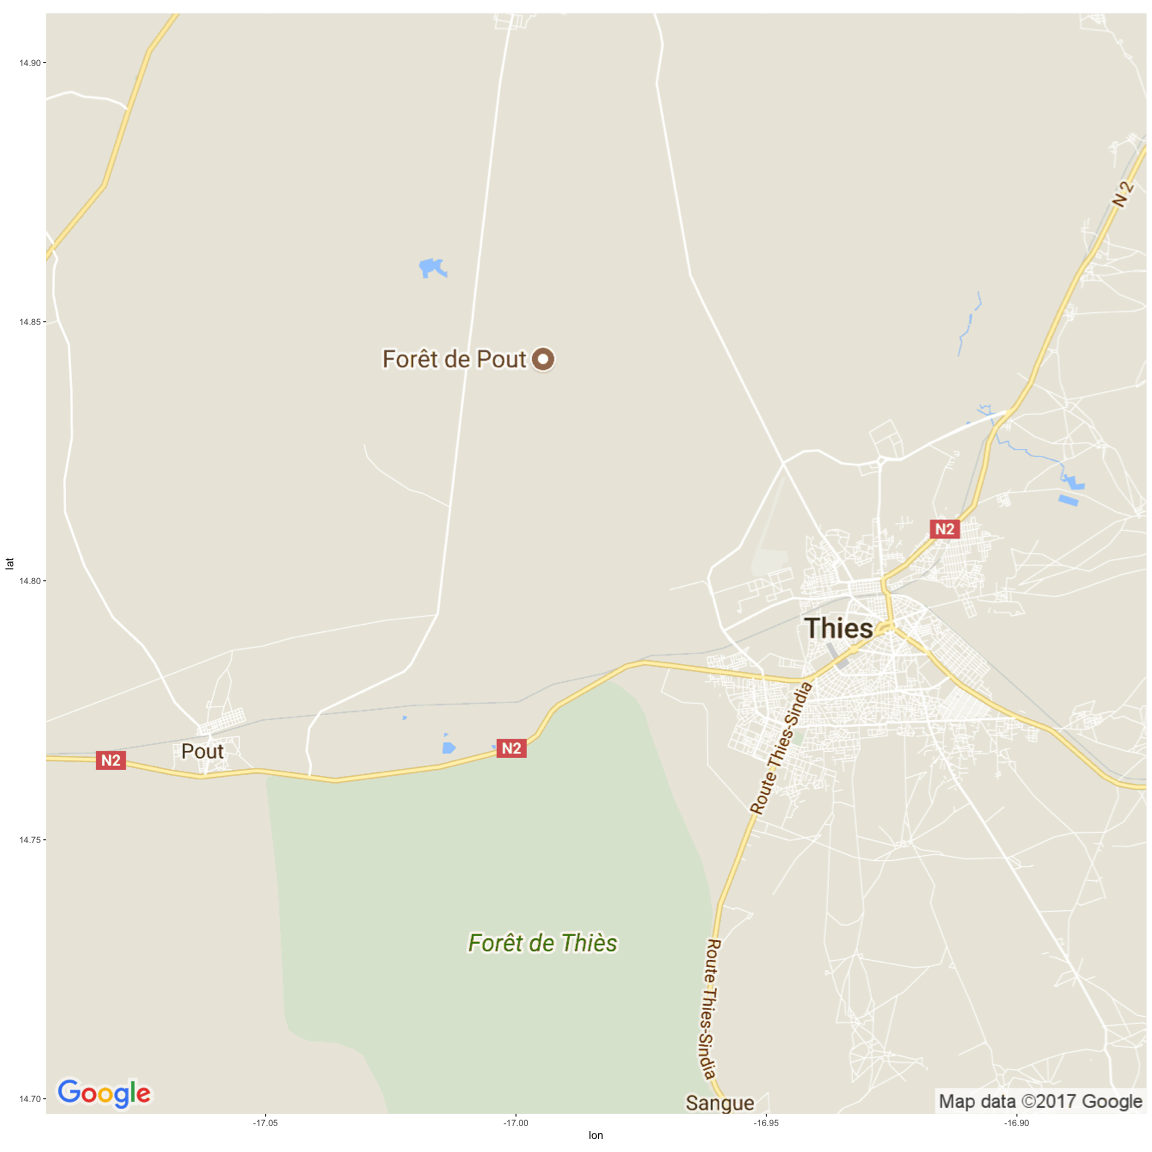 14.90
N 2
14.85
Forêt de Pout
N2
14.80
lat
Thies
Route Thies-Sindia
Pout
N2
N2
14.75
Forêt de Thiès
Route Thies-Sindia
Google
Sangue
Map data ©2017 Google
14.70
-17.05
-17.00
-16.95
-16.90
lon